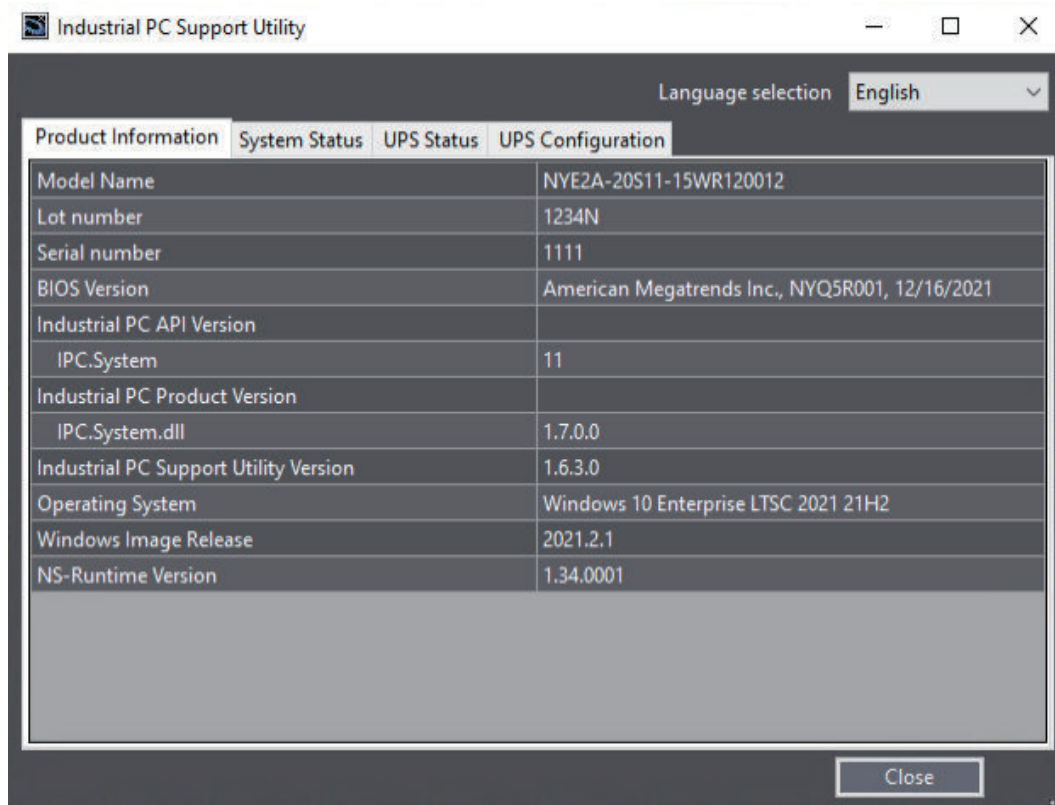 Industrial PC Support Utility
Language selection English
Product Information System Status UPS Status UPS Configuration
Model Name NYE2A-20S11-15WR120012
Lot number 1234N
Serial number 1111
BIOS Version American Megatrends Inc., NYQ5R001, 12/16/2021
Industrial PC API Version
IPC.System 11
Industrial PC Product Version
IPC.System.dll 1.7.0.0
Industrial PC Support Utility Version 1.6.3.0
Operating System Windows 10 Enterprise LTSC 2021 21H2
Windows Image Release 2021.2.1
NS-Runtime Version 1.34.0001
Close